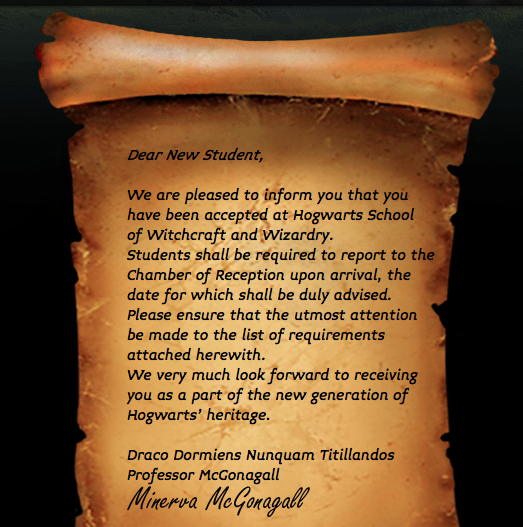 Dear New Student,
We are pleased to inform you that you
have been accepted at Hogwarts School
of Witchcraft and Wizardry.
Students shall be required to report to the
Chamber of Reception upon arrival, the
date for which shall be duly advised.
Please ensure that the utmost attention
be made to the list of requirements
attached herewith.
We very much look forward to receiving
you as a part of the new generation of
Hogwarts' heritage.
Draco Dormiens Nunquam Titillandos
Professor McGonagall
Minerva McGonagall